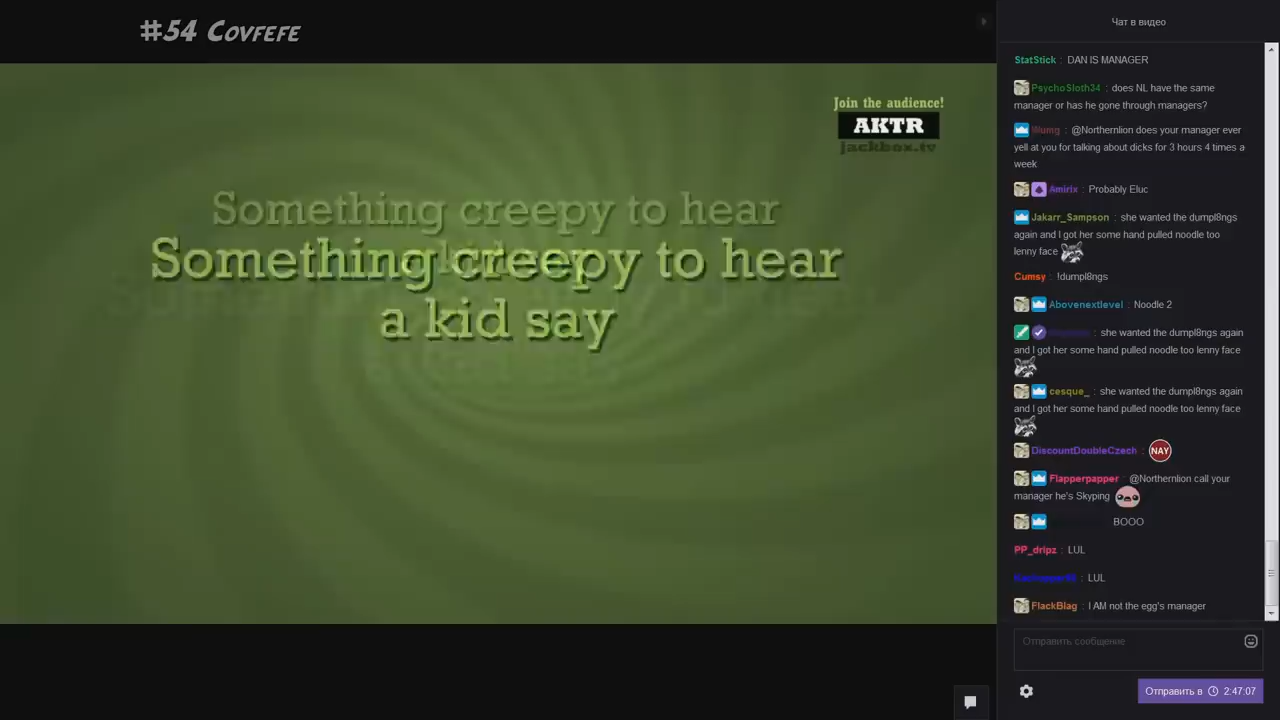 #54 Covfefe
Join the audience!
AKTR
jackbox.tv
Something creepy to hear
Something creepy to hear
a kid say
Чат в видео
StatStick : DAN IS MANAGER
PsychoSloth34 : does NL have the same
manager or has he gone through managers?
Wumg : @Northernlion does your manager ever
yell at you for talking about dicks for 3 hours 4 times a
week
Amirix : Probably Eluc
Jakarr_Sampson : she wanted the dumpl8ngs
again and I got her some hand pulled noodle too
lenny face
Cumsy : !dumpl8ngs
Abovenextlevel : Noodle 2
: she wanted the dumpl8ngs again
and I got her some hand pulled noodle too lenny face
cesque_ : she wanted the dumpl8ngs again
and I got her some hand pulled noodle too lenny face
DiscountDoubleCzech : NAY
Flapperpapper : @Northernlion call your
manager he's Skyping
BOOO
PP_dripz : LUL
: LUL
FlackBlag : I AM not the egg's manager
Отправить сообщение
Отправить в 2:47:07